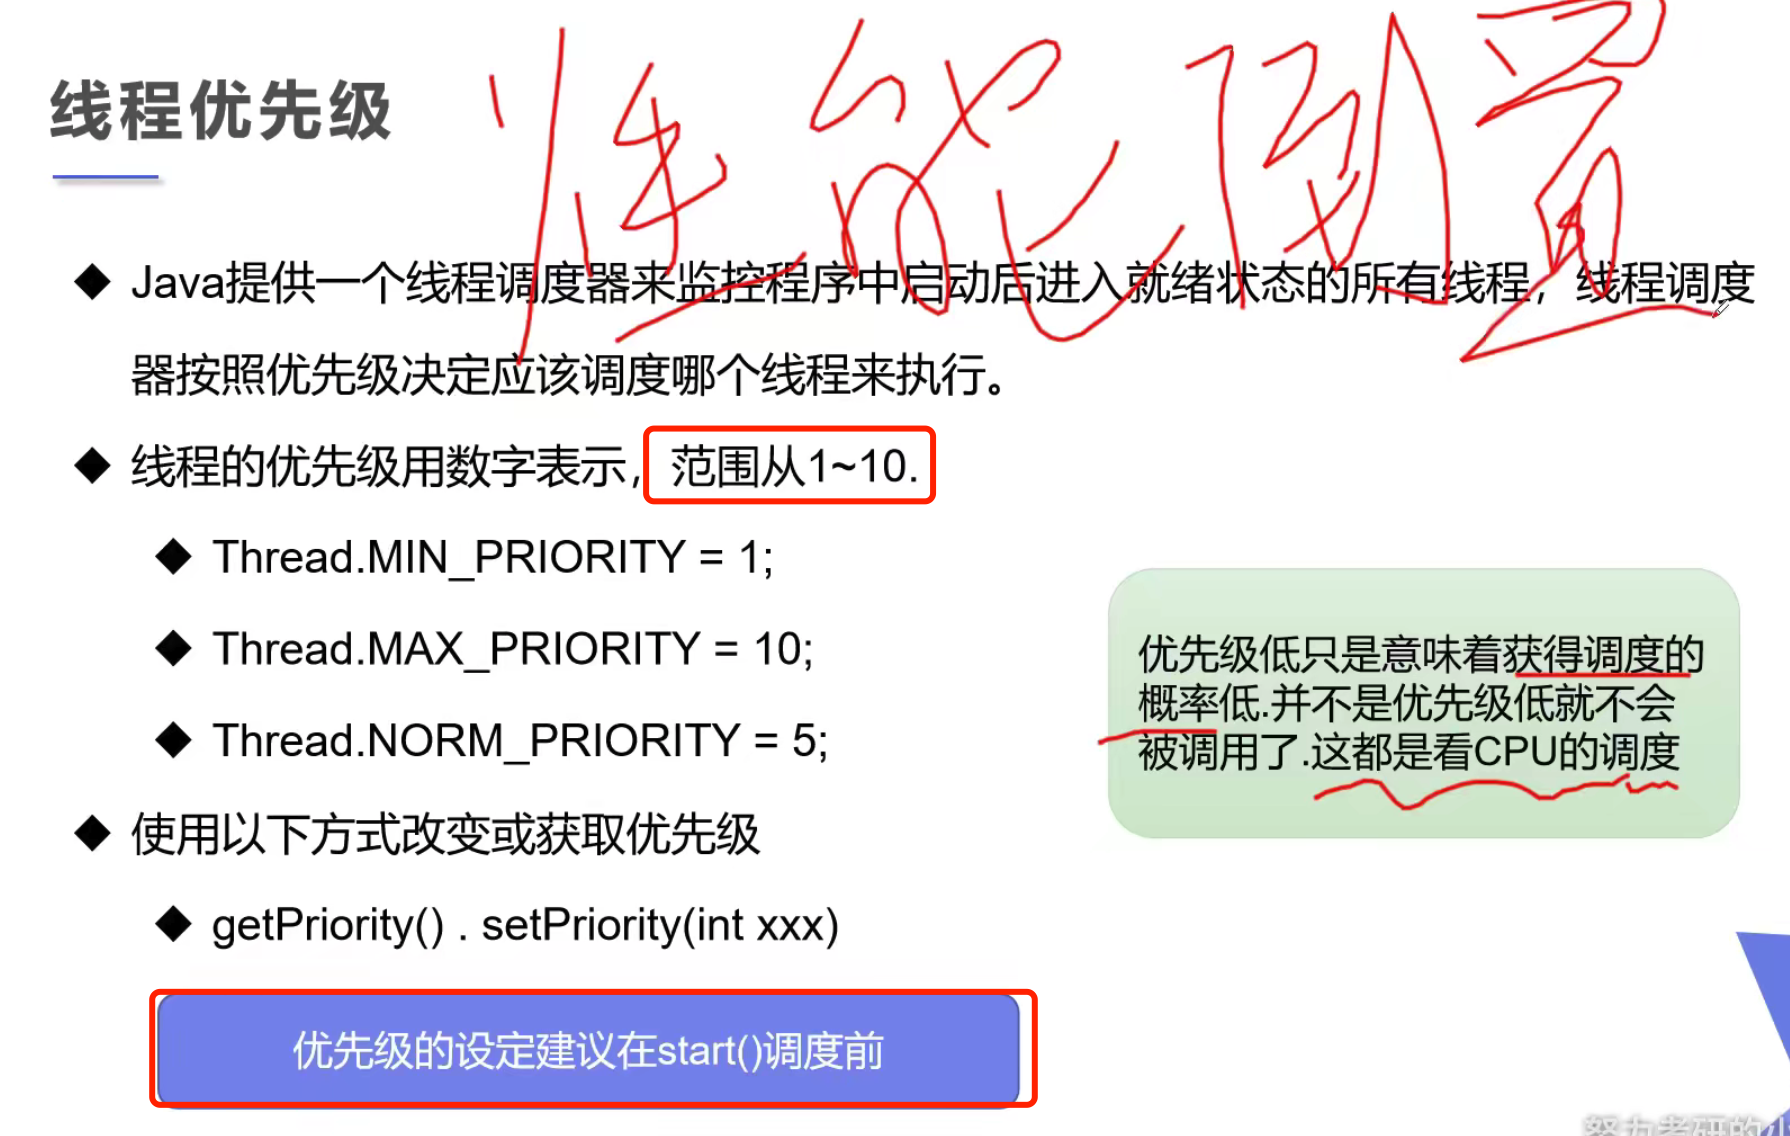 性能倒置
线程优先级
Java提供一个线程调度器来监控程序中启动后进入就绪状态的所有线程，线程调度
器按照优先级决定应该调度哪个线程来执行。
线程的优先级用数字表示，范围从1~10.
Thread.MIN_PRIORITY = 1;
Thread.MAX_PRIORITY = 10;
Thread.NORM_PRIORITY = 5;
使用以下方式改变或获取优先级
getPriority() . setPriority(int xxx)
优先级低只是意味着获得调度的
概率低.并不是优先级低就不会
被调用了.这都是看CPU的调度
优先级的设定建议在start()调度前
努力考研的小